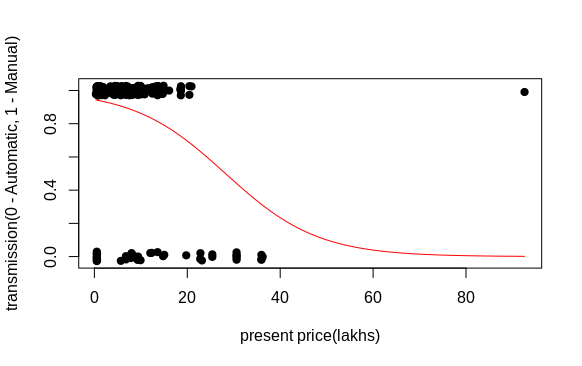 transmission(0 - Automatic, 1 - Manual)
0.8
0.4
0.0
0 20 40 60 80
present price(lakhs)